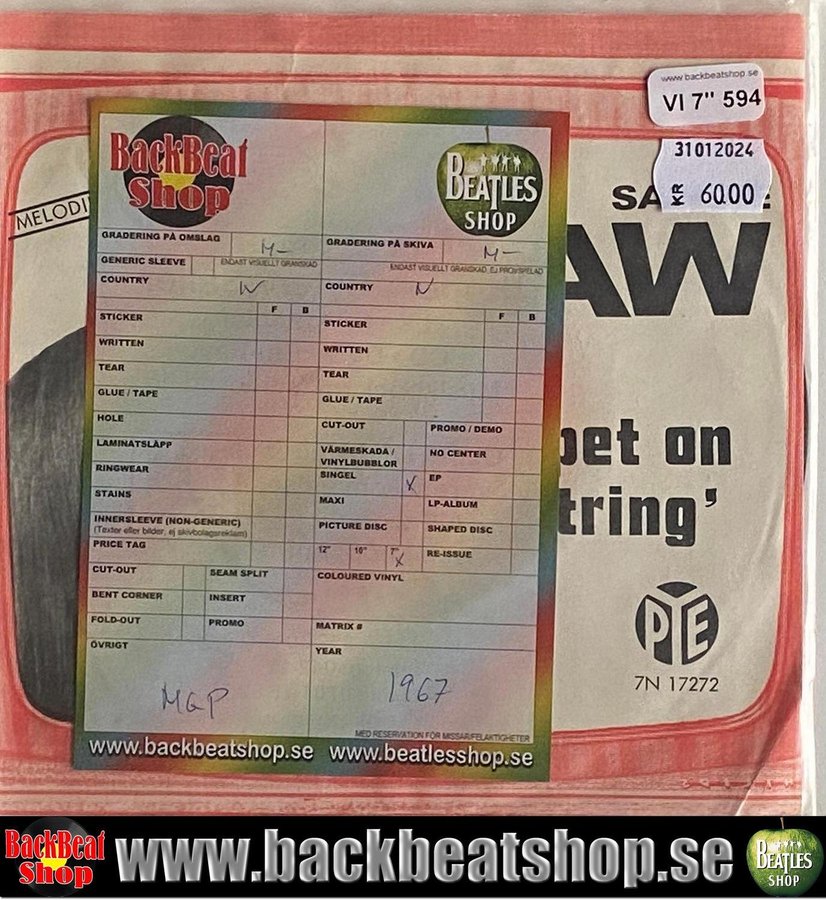 www.backbeatshop.se
VI 7" 594
31012024
KR 6000
BackBeat
Shop
BEATLES
SHOP
MELODI
SA E
AW
GRADERING PÅ OMSLAG M-
GRADERING PÅ SKIVA M-
GENERIC SLEEVE ENDAST VISUELLT GRANSKAD
ENDAST VISUELLT GRANSKAD, EJ PROVSPELAD
COUNTRY N
COUNTRY N
F B
F B
STICKER
STICKER
WRITTEN
WRITTEN
TEAR
TEAR
GLUE / TAPE
GLUE / TAPE
HOLE
CUT-OUT PROMO / DEMO
LAMINATSLÄPP
VÄRMESKADA /
VINYLBUBBLOR NO CENTER
RINGWEAR
SINGEL X EP
STAINS
MAXI LP-ALBUM
INNERSLEEVE (NON-GENERIC)
(Texter eller bilder, ej skivbolagsreklam)
PICTURE DISC SHAPED DISC
PRICE TAG
12" 10" 7" X RE-ISSUE
CUT-OUT SEAM SPLIT
COLOURED VINYL
BENT CORNER INSERT
FOLD-OUT PROMO
MATRIX #
ÖVRIGT
YEAR
MGP
1967
MED RESERVATION FÖR MISSAR/FELAKTIGHETER
www.backbeatshop.se www.beatlesshop.se
pet on
tring'
PYE
7N 17272
BackBeat
Shop
www.backbeatshop.se
BEATLES
SHOP